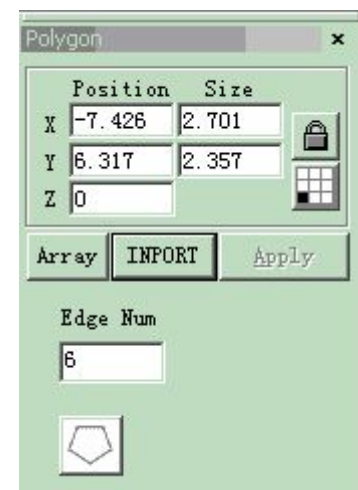 Polygon
Position Size
X -7.426 2.701
Y 6.317 2.357
Z 0
Array INPORT Apply
Edge Num
6